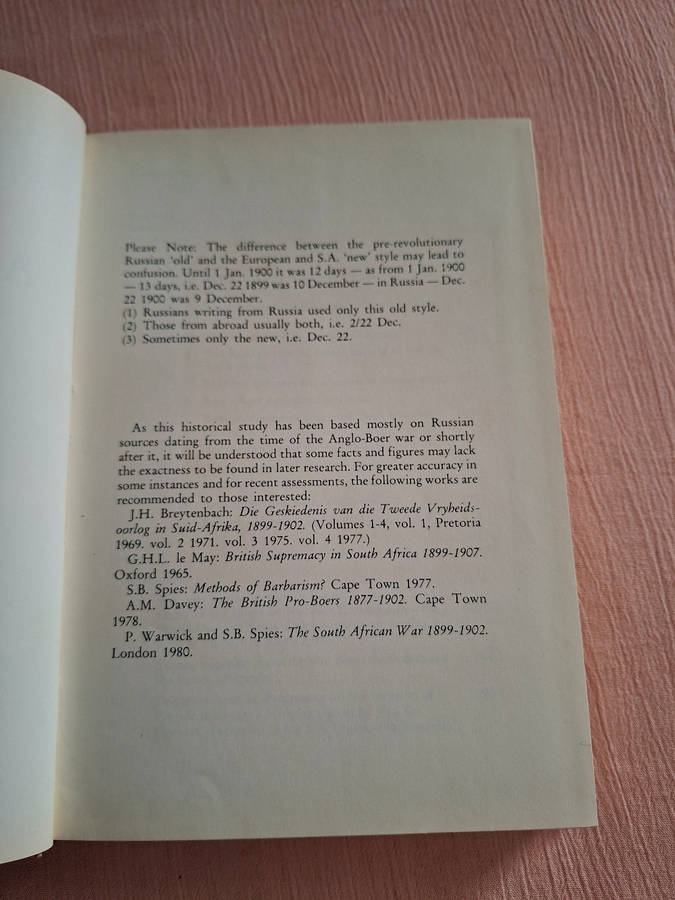 Please Note: The difference between the pre-revolutionary
Russian 'old' and the European and S.A. 'new' style may lead to
confusion. Until 1 Jan. 1900 it was 12 days — as from 1 Jan. 1900
— 13 days, i.e. Dec. 22 1899 was 10 December — in Russia — Dec.
22 1900 was 9 December.
(1) Russians writing from Russia used only this old style.
(2) Those from abroad usually both, i.e. 2/22 Dec.
(3) Sometimes only the new, i.e. Dec. 22.
As this historical study has been based mostly on Russian
sources dating from the time of the Anglo-Boer war or shortly
after it, it will be understood that some facts and figures may lack
the exactness to be found in later research. For greater accuracy in
some instances and for recent assessments, the following works are
recommended to those interested:
J.H. Breytenbach: Die Geskiedenis van die Tweede Vryheids-
oorlog in Suid-Afrika, 1899-1902. (Volumes 1-4, vol. 1, Pretoria
1969. vol. 2 1971. vol. 3 1975. vol. 4 1977.)
G.H.L. le May: British Supremacy in South Africa 1899-1907.
Oxford 1965.
S.B. Spies: Methods of Barbarism? Cape Town 1977.
A.M. Davey: The British Pro-Boers 1877-1902. Cape Town
1978.
P. Warwick and S.B. Spies: The South African War 1899-1902.
London 1980.